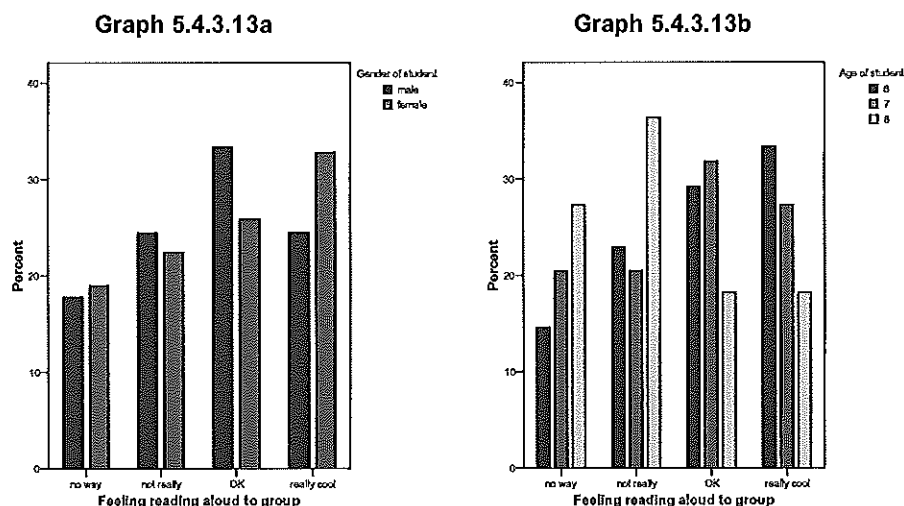 Graph 5.4.3.13a
Gender of student
male
female
40
30
20
10
0
Percent
no way
not really
OK
really cool
Feeling reading aloud to group
Graph 5.4.3.13b
Age of student
6
7
8
40
30
20
10
0
Percent
no way
not really
OK
really cool
Feeling reading aloud to group